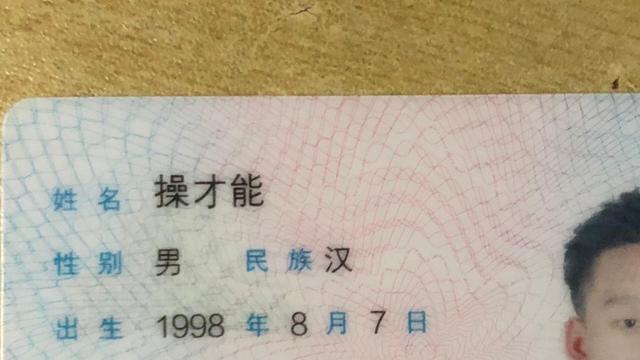 姓名 操才能
性别 男 民族 汉
出生 1998 年 8 月 7 日